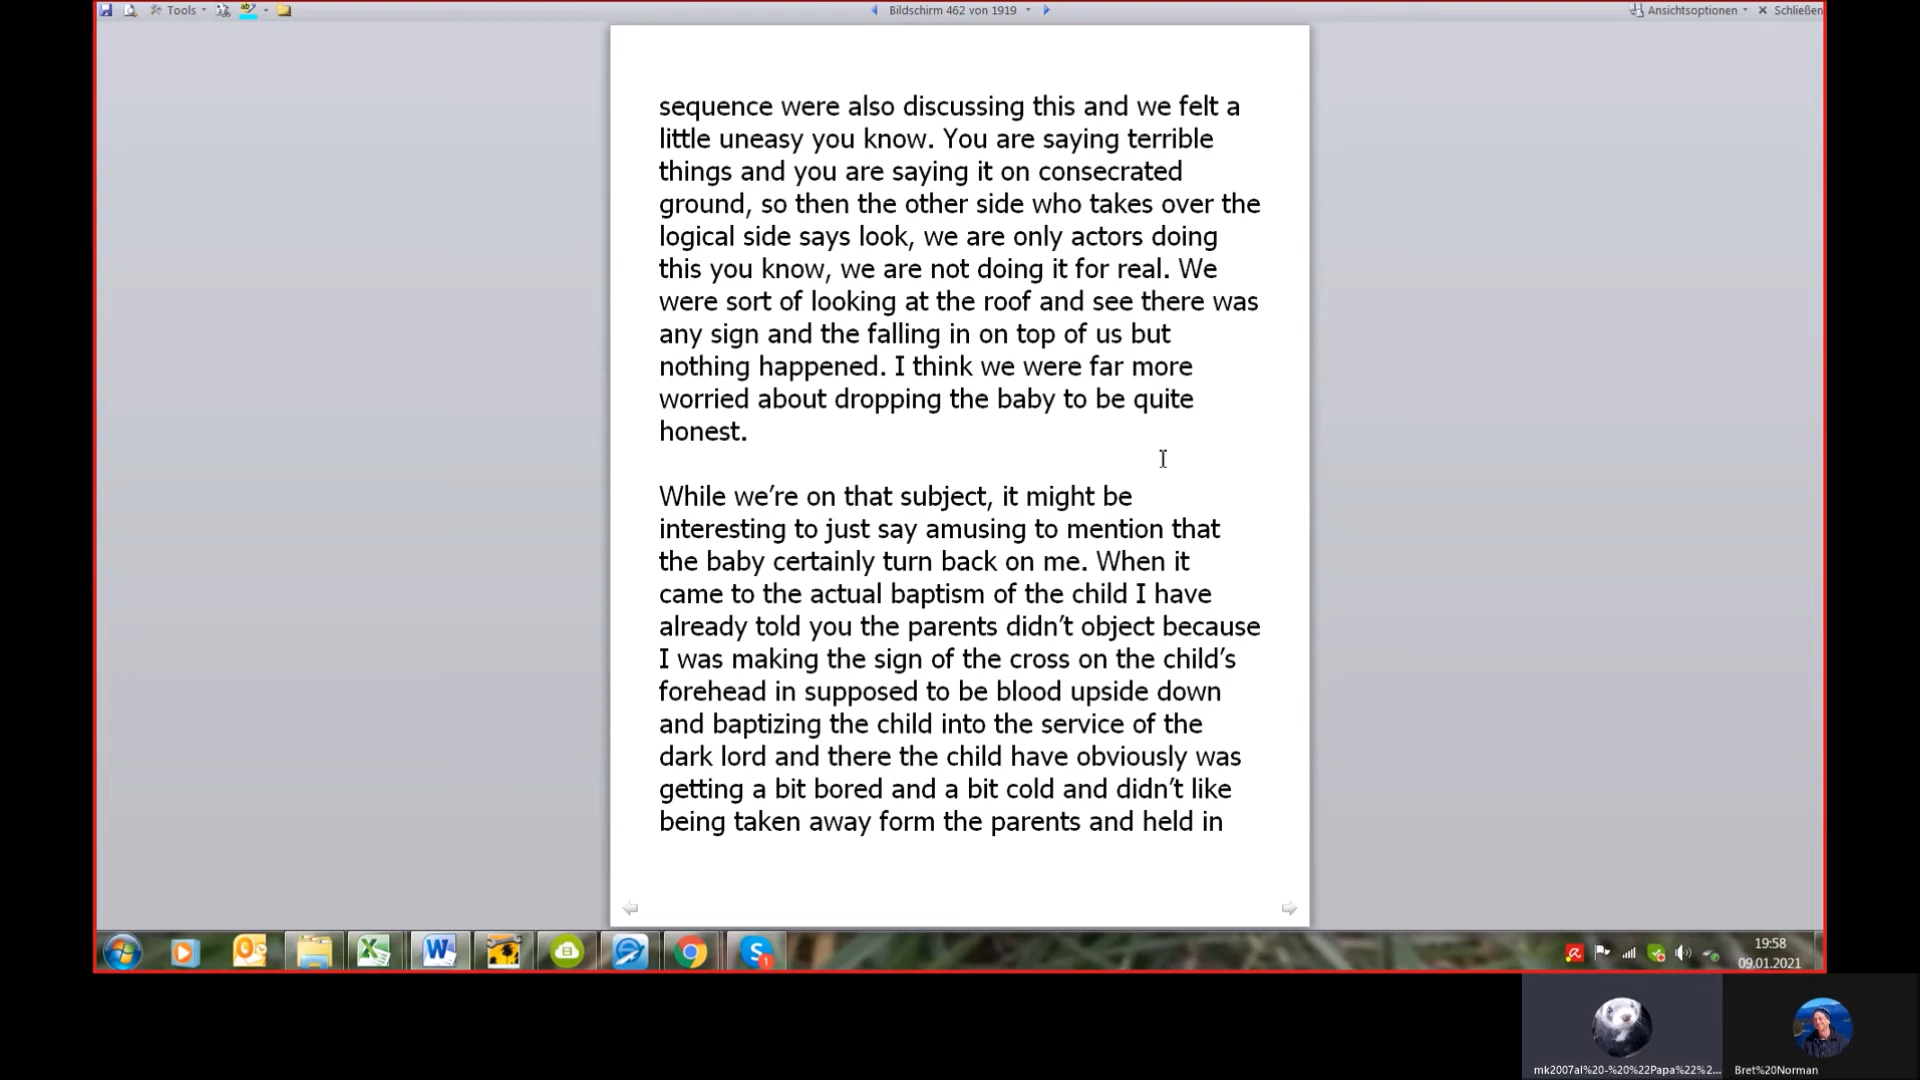 Tools
Bildschirm 462 von 1919
Ansichtsoptionen
Schließen
sequence were also discussing this and we felt a
little uneasy you know. You are saying terrible
things and you are saying it on consecrated
ground, so then the other side who takes over the
logical side says look, we are only actors doing
this you know, we are not doing it for real. We
were sort of looking at the roof and see there was
any sign and the falling in on top of us but
nothing happened. I think we were far more
worried about dropping the baby to be quite
honest.
While we’re on that subject, it might be
interesting to just say amusing to mention that
the baby certainly turn back on me. When it
came to the actual baptism of the child I have
already told you the parents didn’t object because
I was making the sign of the cross on the child’s
forehead in supposed to be blood upside down
and baptizing the child into the service of the
dark lord and there the child have obviously was
getting a bit bored and a bit cold and didn’t like
being taken away form the parents and held in
19:58
09.01.2021
mk2007al%20-%20%22Papa%22%2...
Bret%20Norman